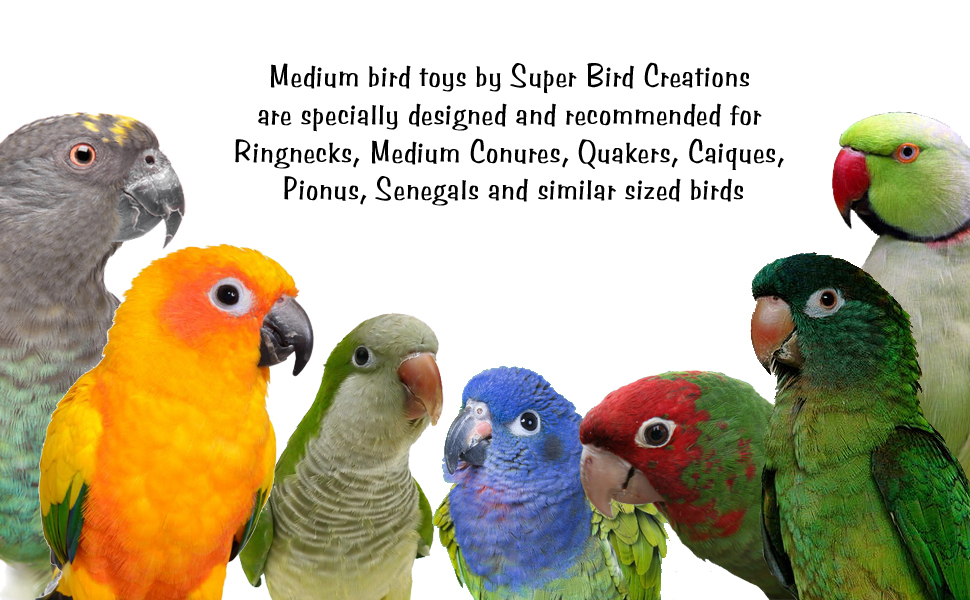 Medium bird toys by Super Bird Creations
are specially designed and recommended for
Ringnecks, Medium Conures, Quakers, Caiques,
Pionus, Senegals and similar sized birds